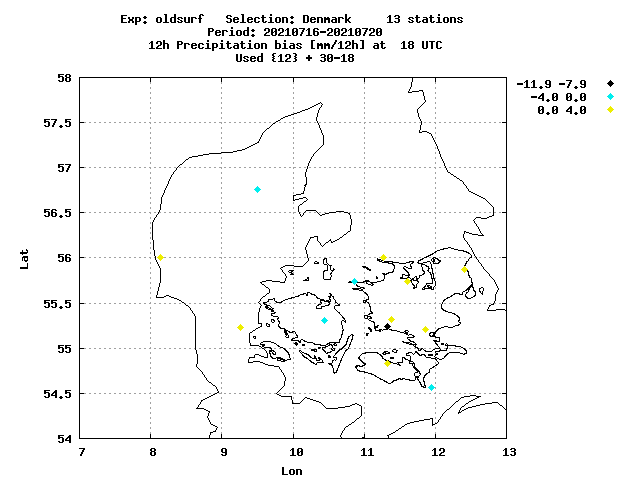 Exp: oldsurf   Selection: Denmark     13 stations
Period: 20210716-20210720
12h Precipitation bias [mm/12h] at  18 UTC
Used {12} + 30-18
-11.9 -7.9
-4.0 0.0
0.0 4.0
58
57.5
57
56.5
56
55.5
55
54.5
54
Lat
7 8 9 10 11 12 13
Lon